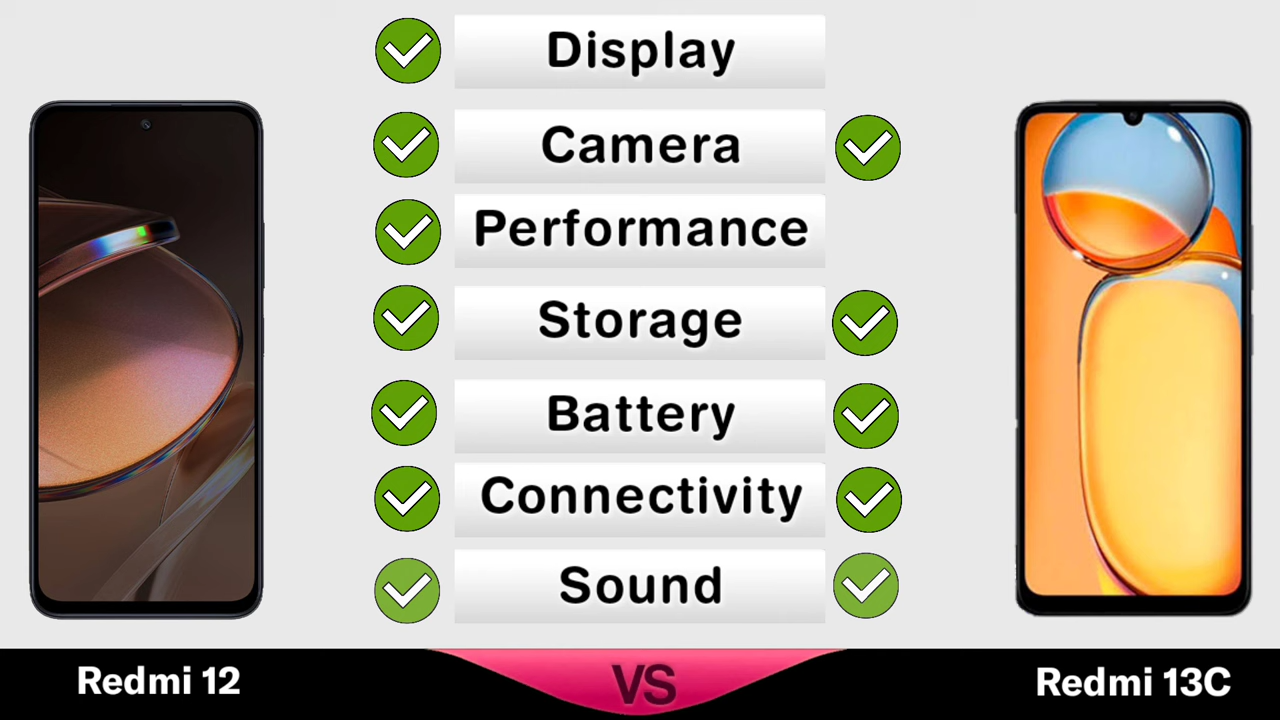 Display
Camera
Performance
Storage
Battery
Connectivity
Sound
Redmi 12
VS
Redmi 13C